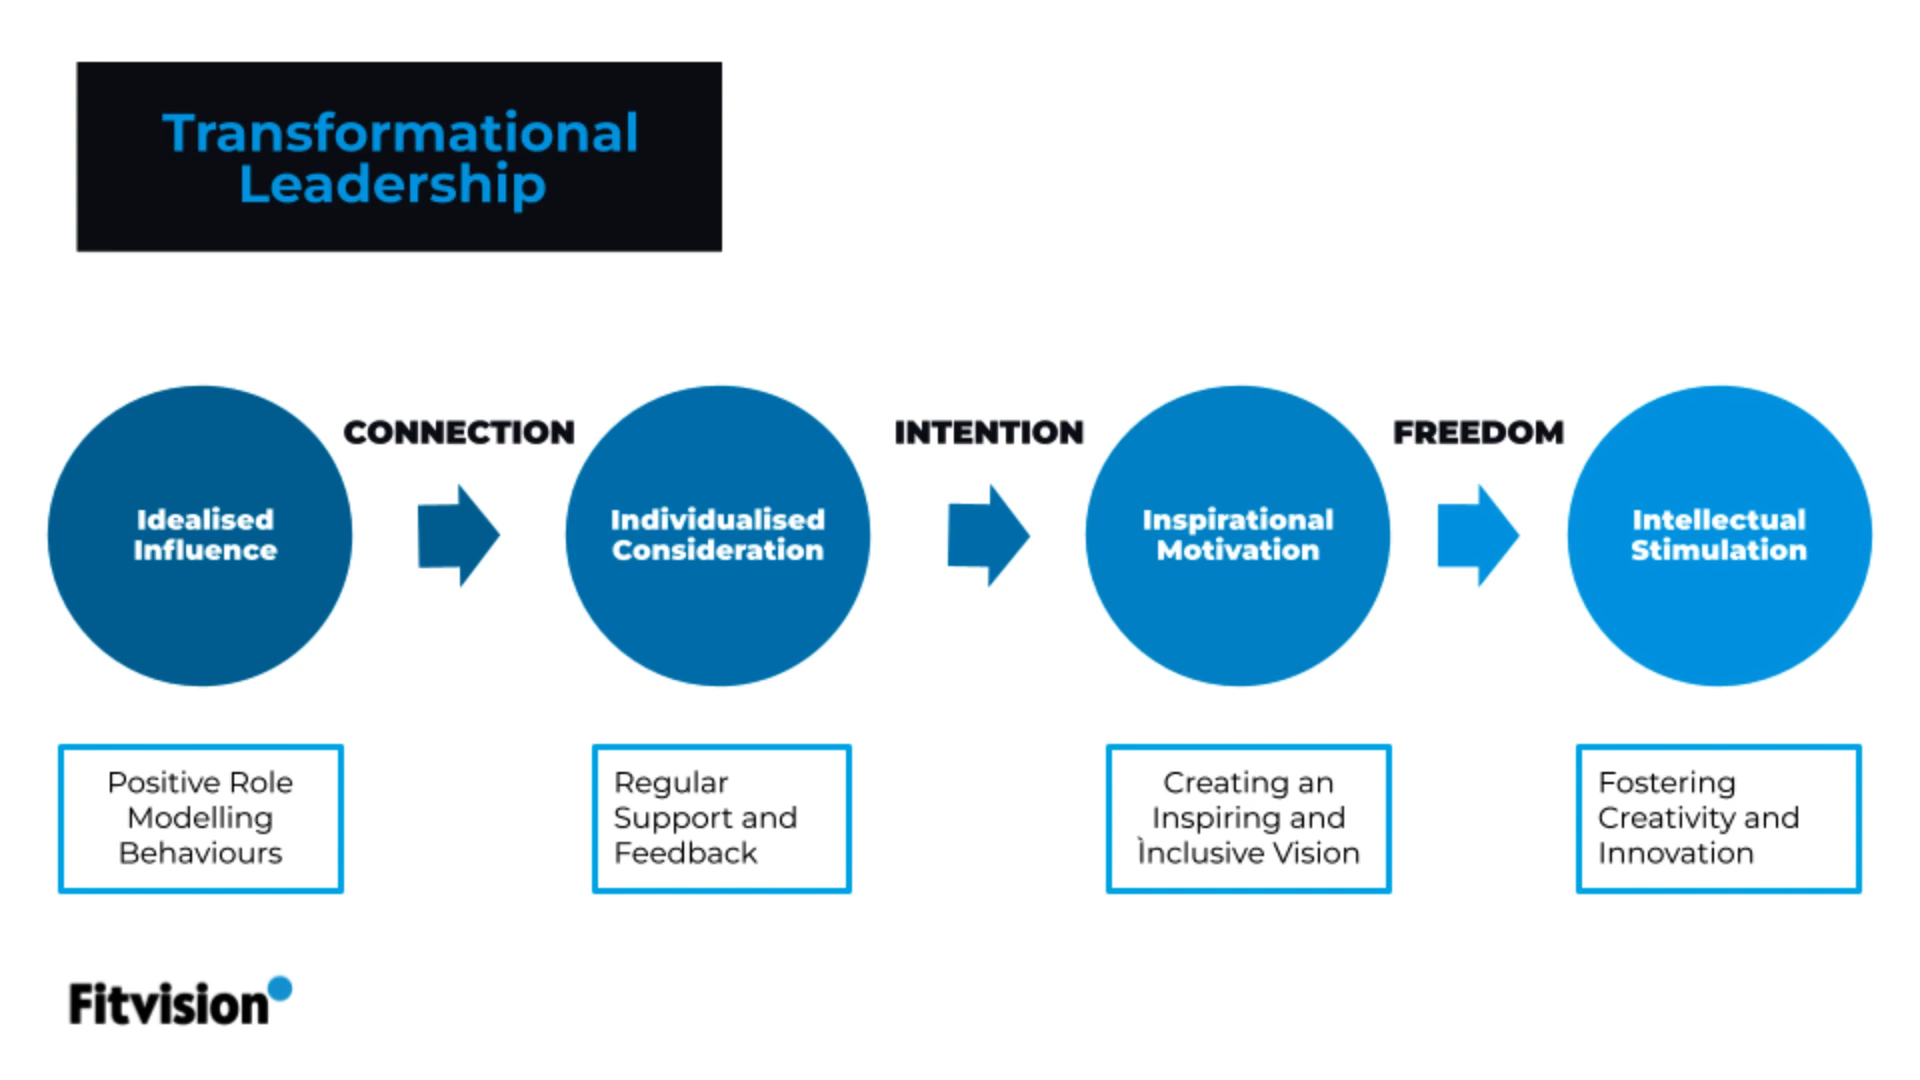 Transformational
Leadership
CONNECTION
INTENTION
FREEDOM
Idealised
Influence
Individualised
Consideration
Inspirational
Motivation
Intellectual
Stimulation
Positive Role
Modelling
Behaviours
Regular
Support and
Feedback
Creating an
Inspiring and
Ìnclusive Vision
Fostering
Creativity and
Innovation
Fitvision